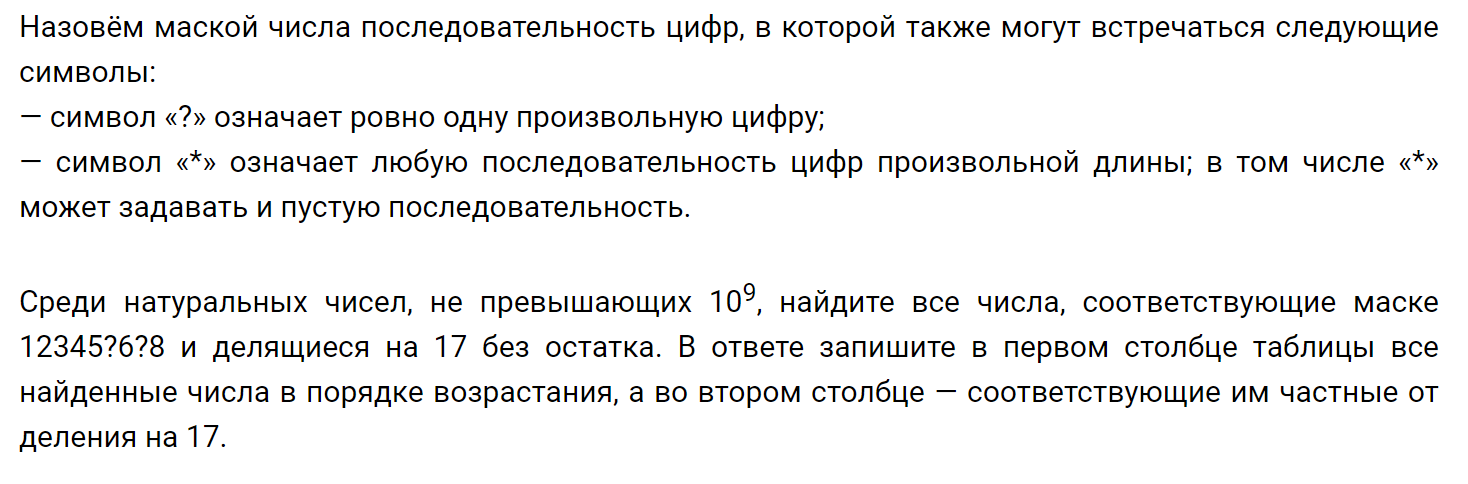 Назовём маской числа последовательность цифр, в которой также могут встречаться следующие
символы:
— символ «?» означает ровно одну произвольную цифру;
— символ «*» означает любую последовательность цифр произвольной длины; в том числе «*»
может задавать и пустую последовательность.
Среди натуральных чисел, не превышающих 10⁹, найдите все числа, соответствующие маске
12345?6?8 и делящиеся на 17 без остатка. В ответе запишите в первом столбце таблицы все
найденные числа в порядке возрастания, а во втором столбце — соответствующие им частные от
деления на 17.